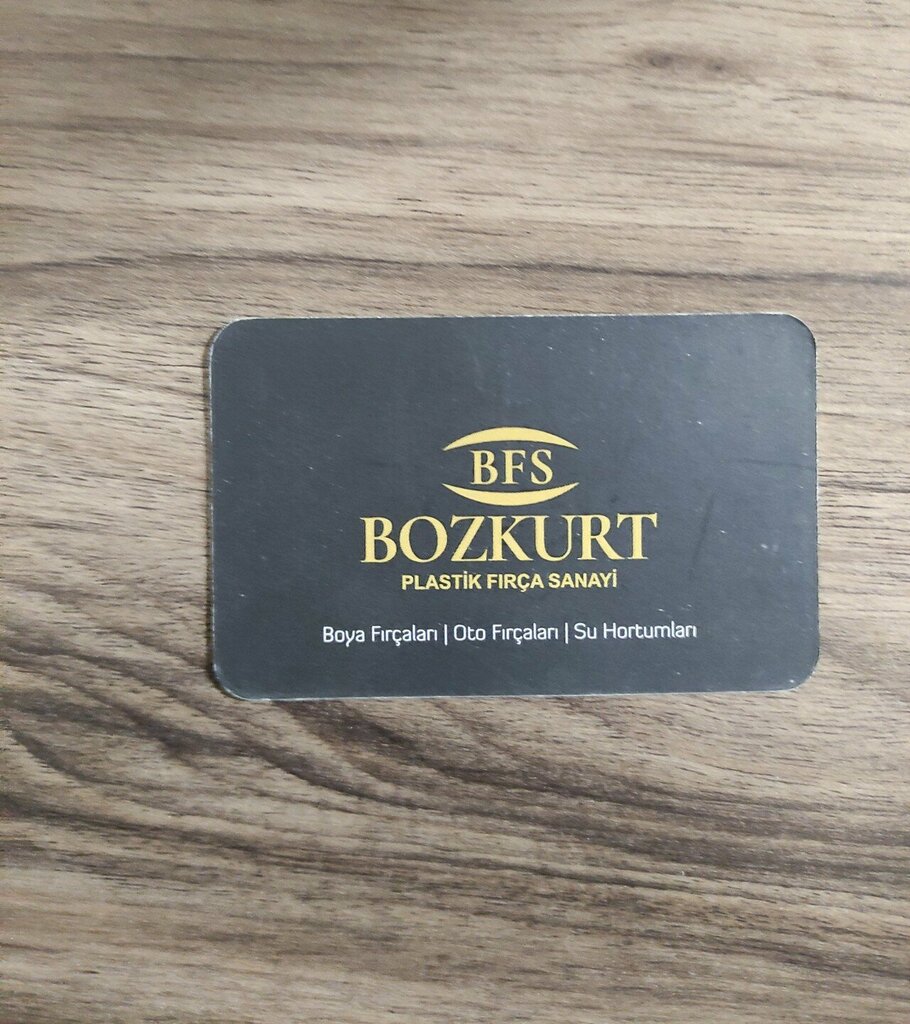 BFS
BOZKURT
PLASTİK FIRÇA SANAYİ
Boya Fırçaları | Oto Fırçaları | Su Hortumları